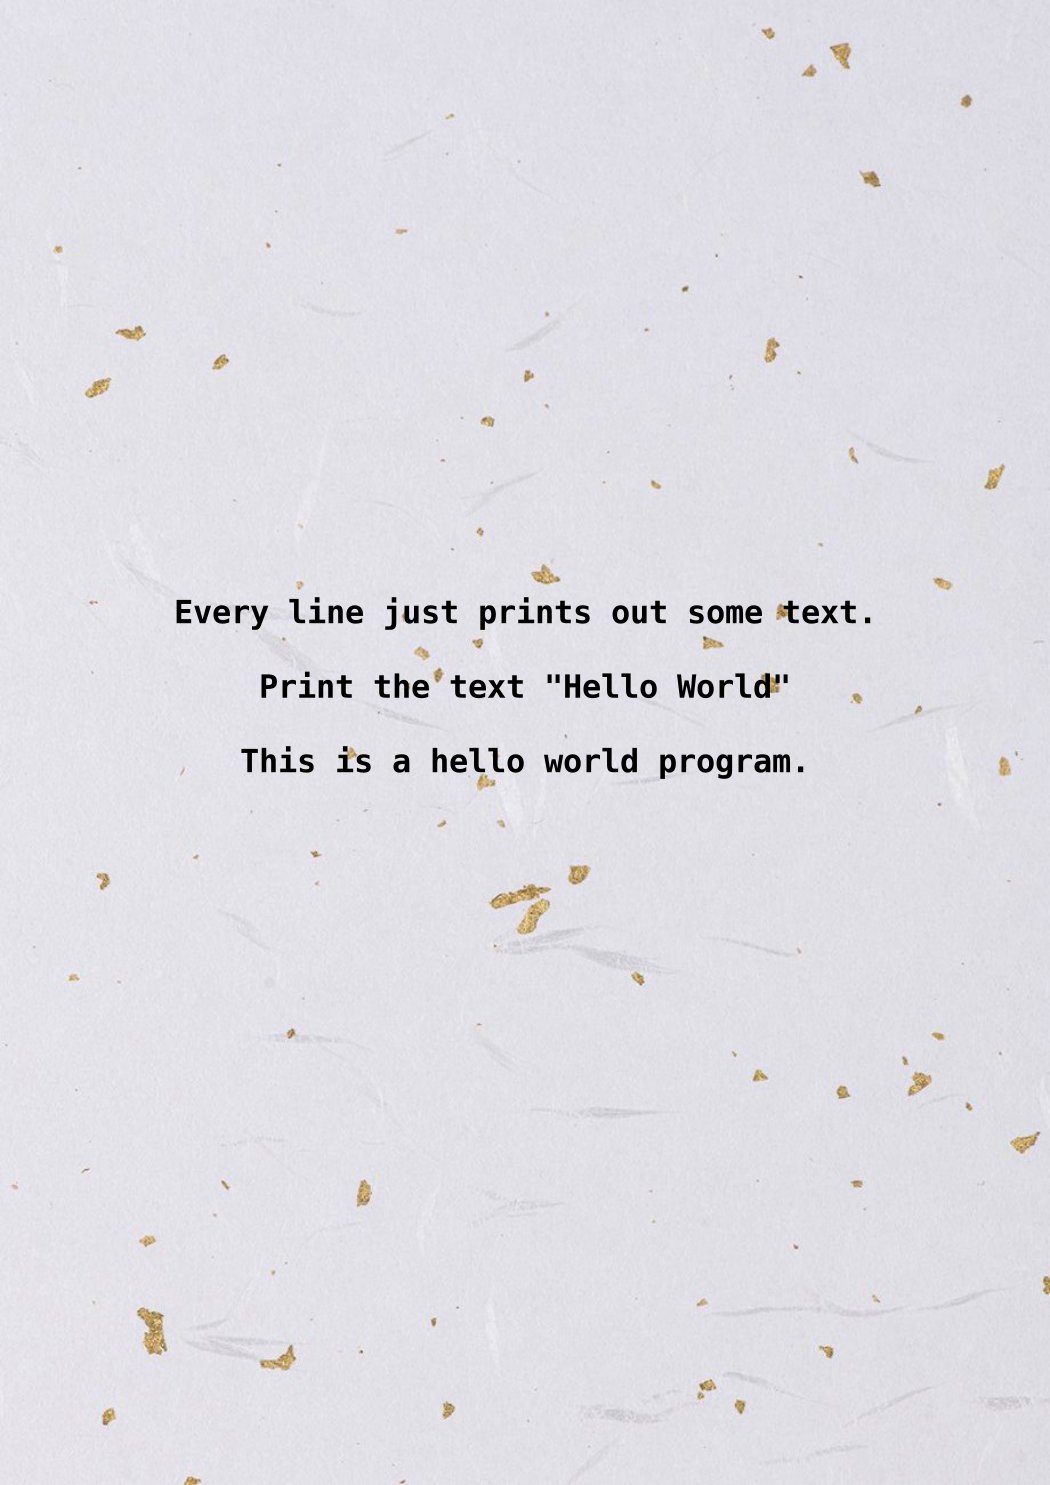 Every line just prints out some text.
Print the text "Hello World"
This is a hello world program.